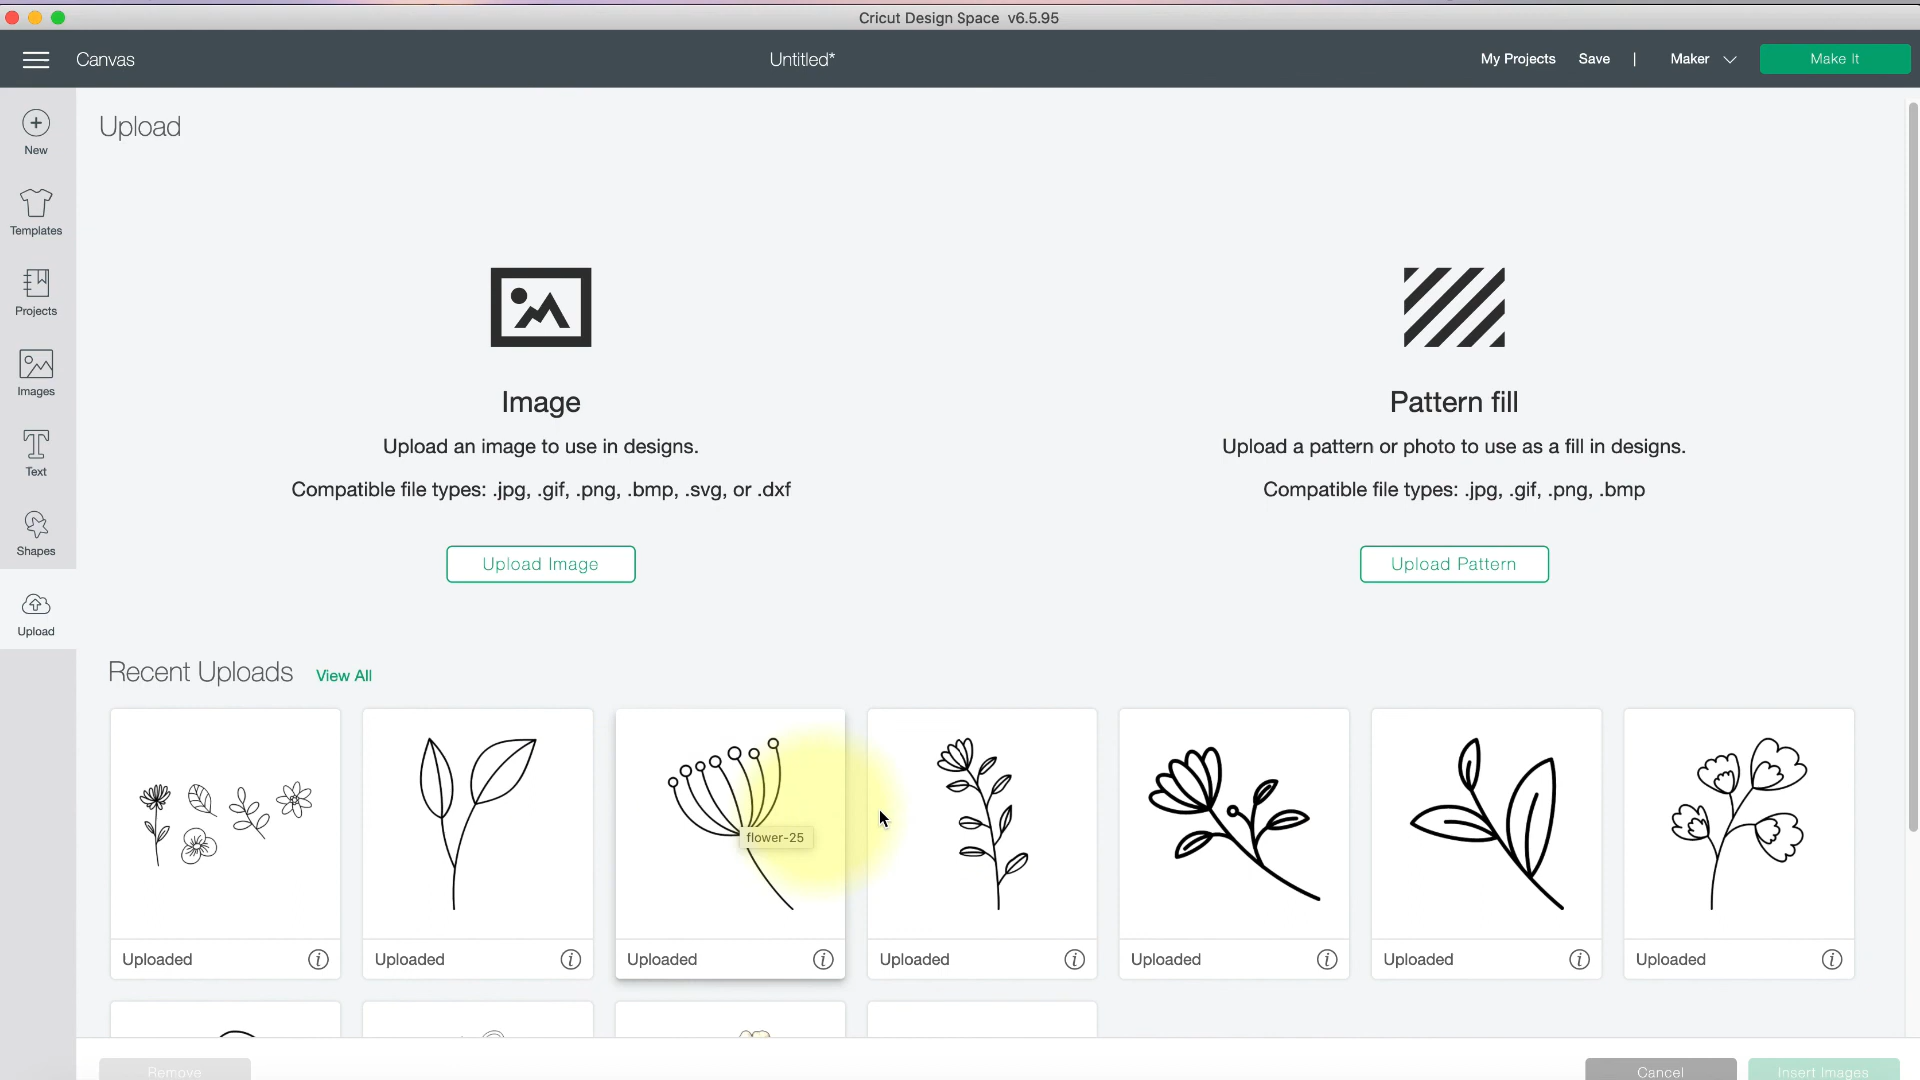 Cricut Design Space v6.5.95
Canvas
Untitled*
My Projects Save | Maker
Make It
New
Templates
Projects
Images
Text
Shapes
Upload
Upload
Image
Upload an image to use in designs.
Compatible file types: .jpg, .gif, .png, .bmp, .svg, or .dxf
Upload Image
Pattern fill
Upload a pattern or photo to use as a fill in designs.
Compatible file types: .jpg, .gif, .png, .bmp
Upload Pattern
Recent Uploads View All
flower-25
Uploaded
Uploaded
Uploaded
Uploaded
Uploaded
Uploaded
Uploaded
Remove
Cancel
Insert Images